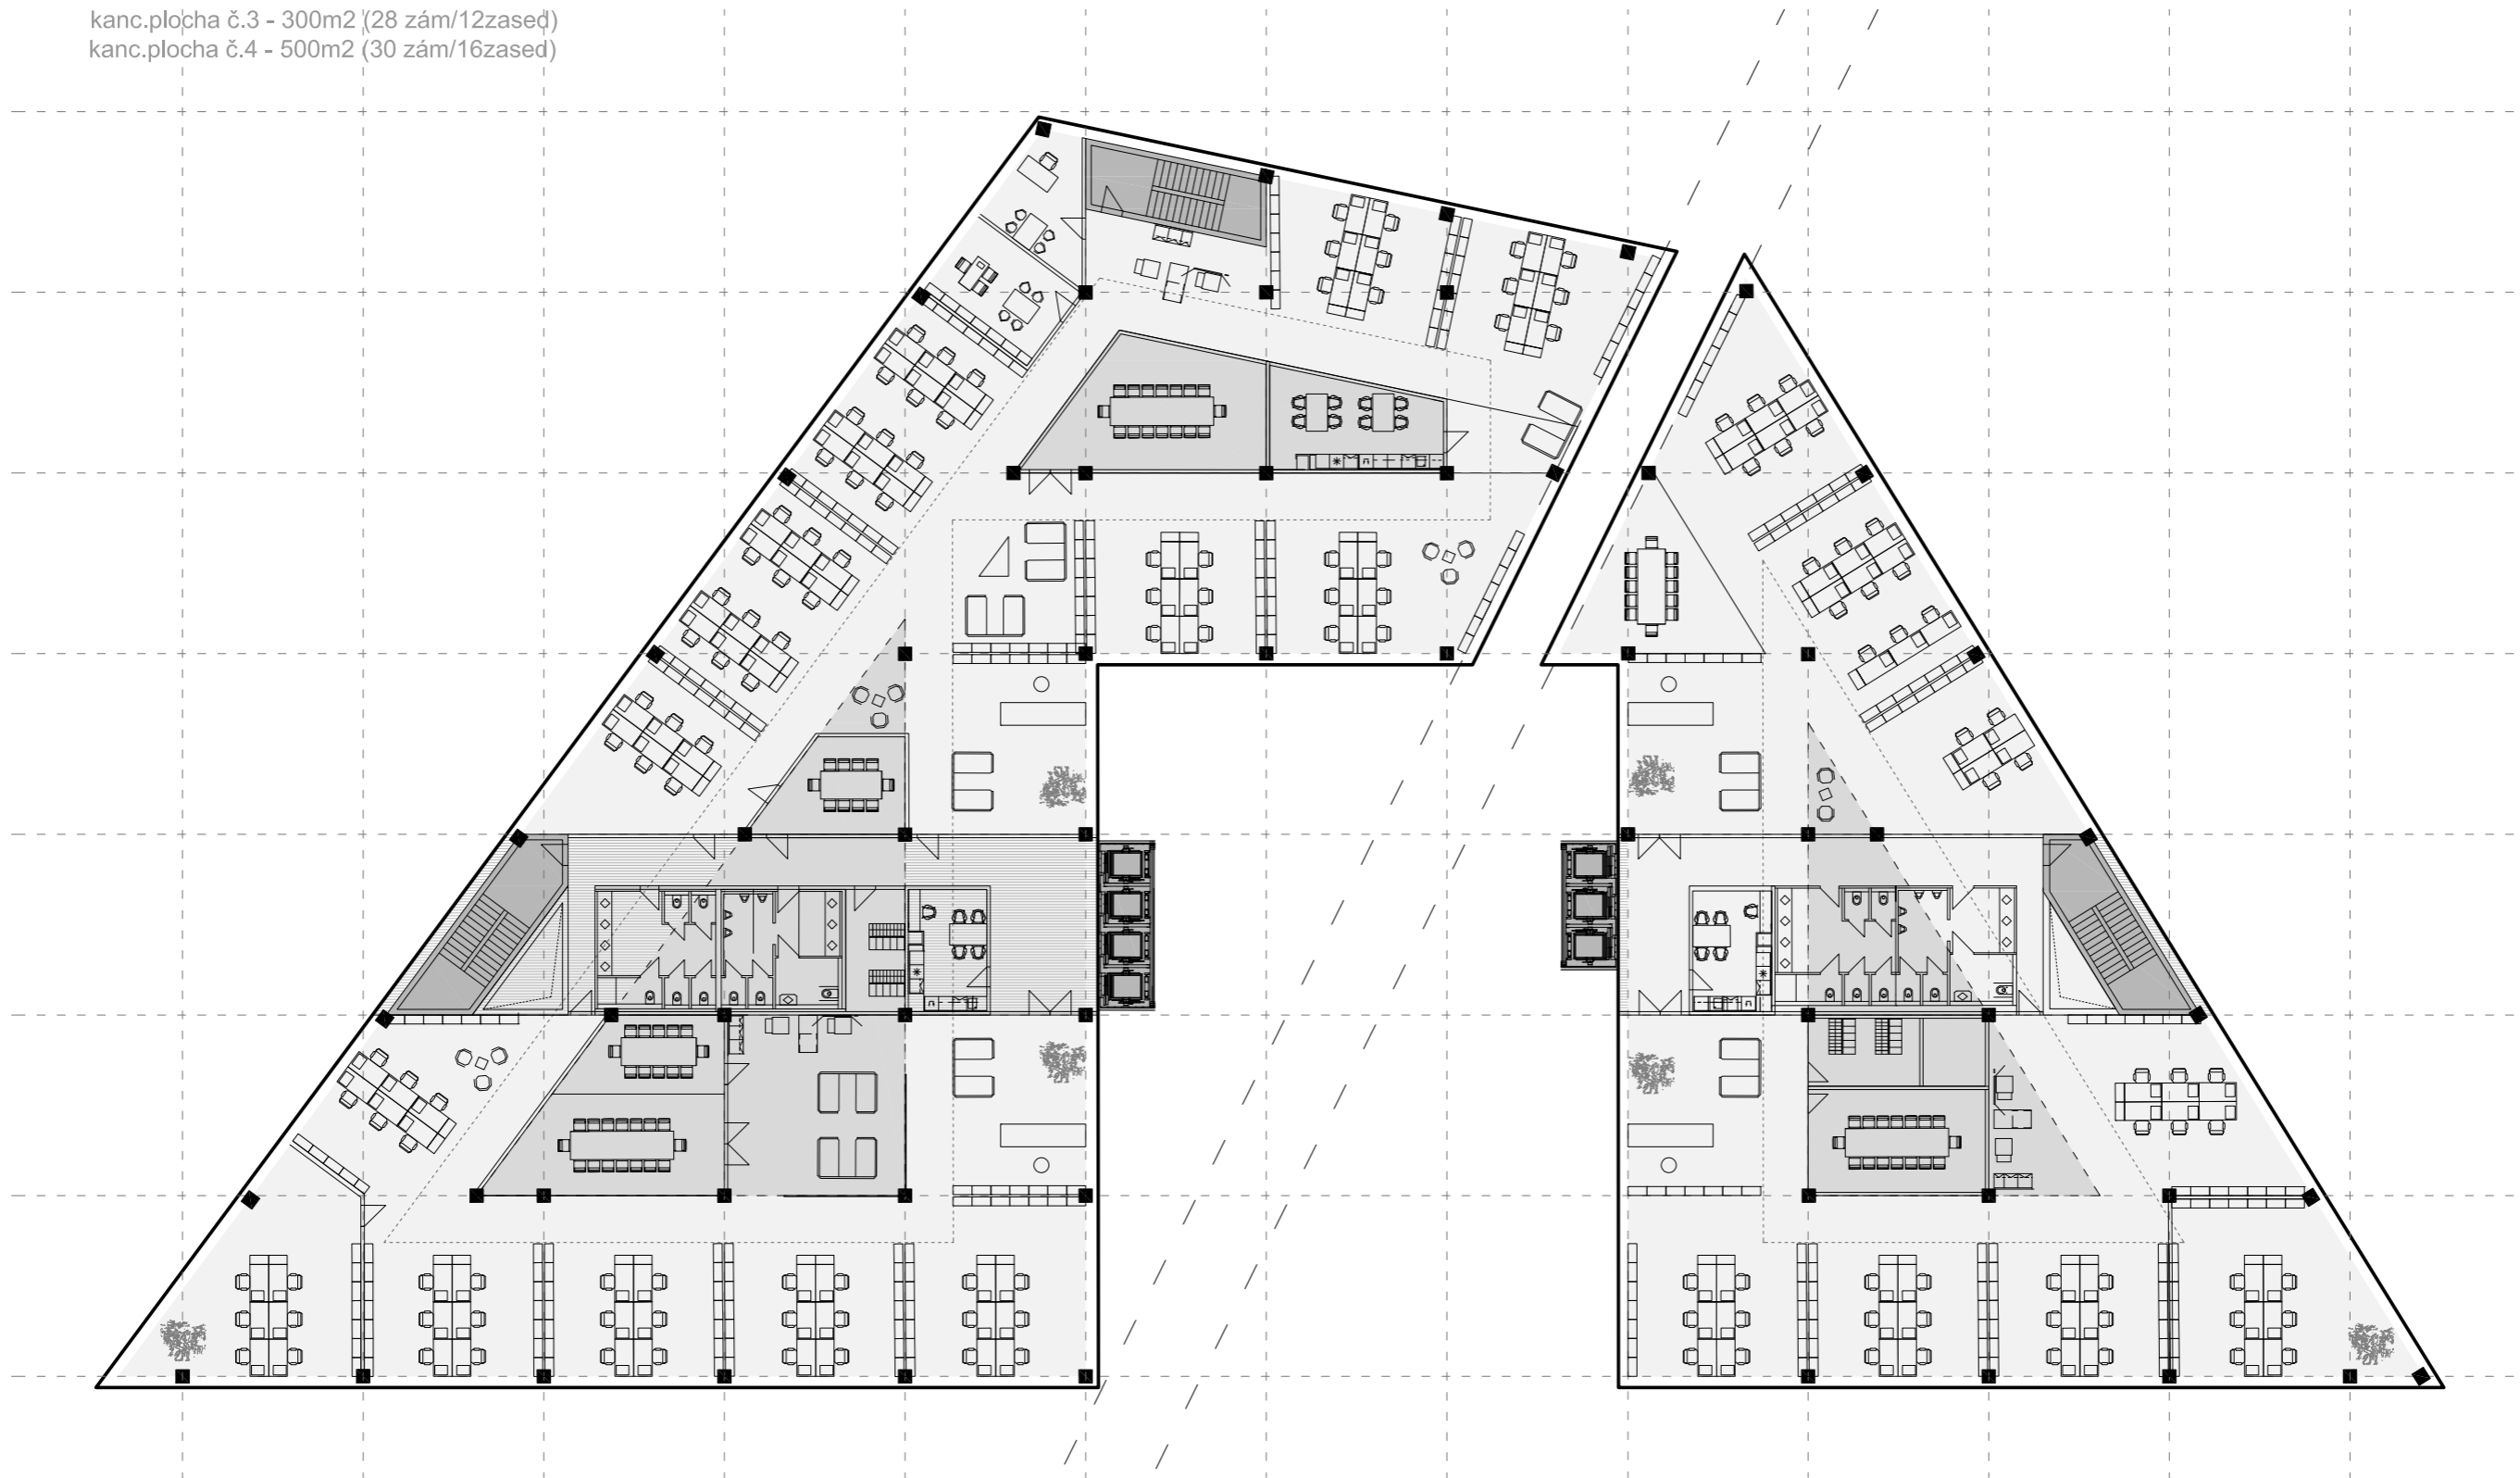 kanc.plocha č.3 - 300m2 (28 zám/12zased)
kanc.plocha č.4 - 500m2 (30 zám/16zased)